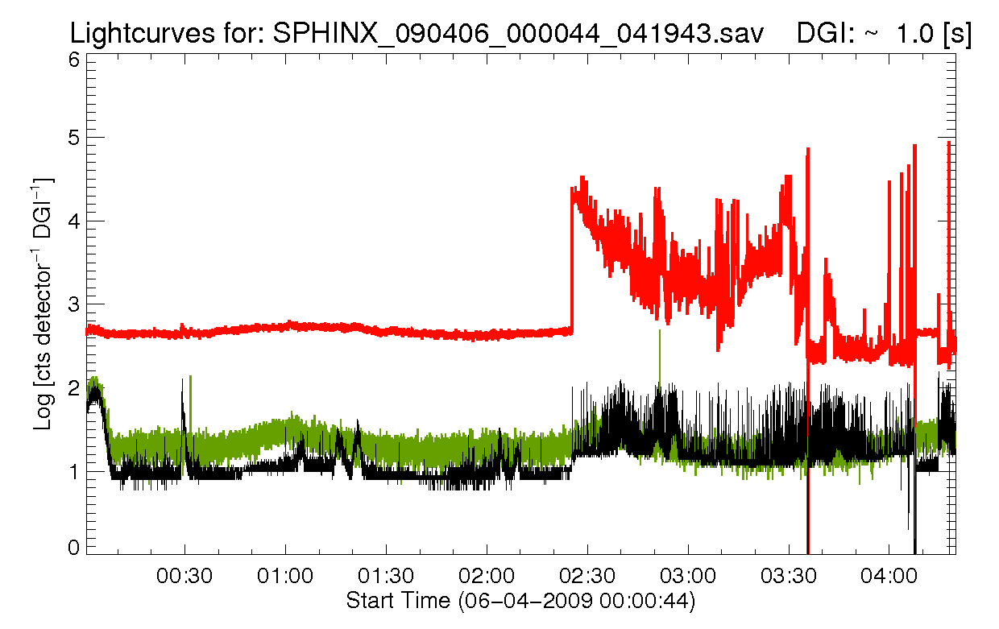 Lightcurves for: SPHINX_090406_000044_041943.sav DGI: ~ 1.0 [s]
6
5
4
3
2
1
0
Log [cts detector⁻¹ DGI⁻¹]
00:30 01:00 01:30 02:00 02:30 03:00 03:30 04:00
Start Time (06-04-2009 00:00:44)